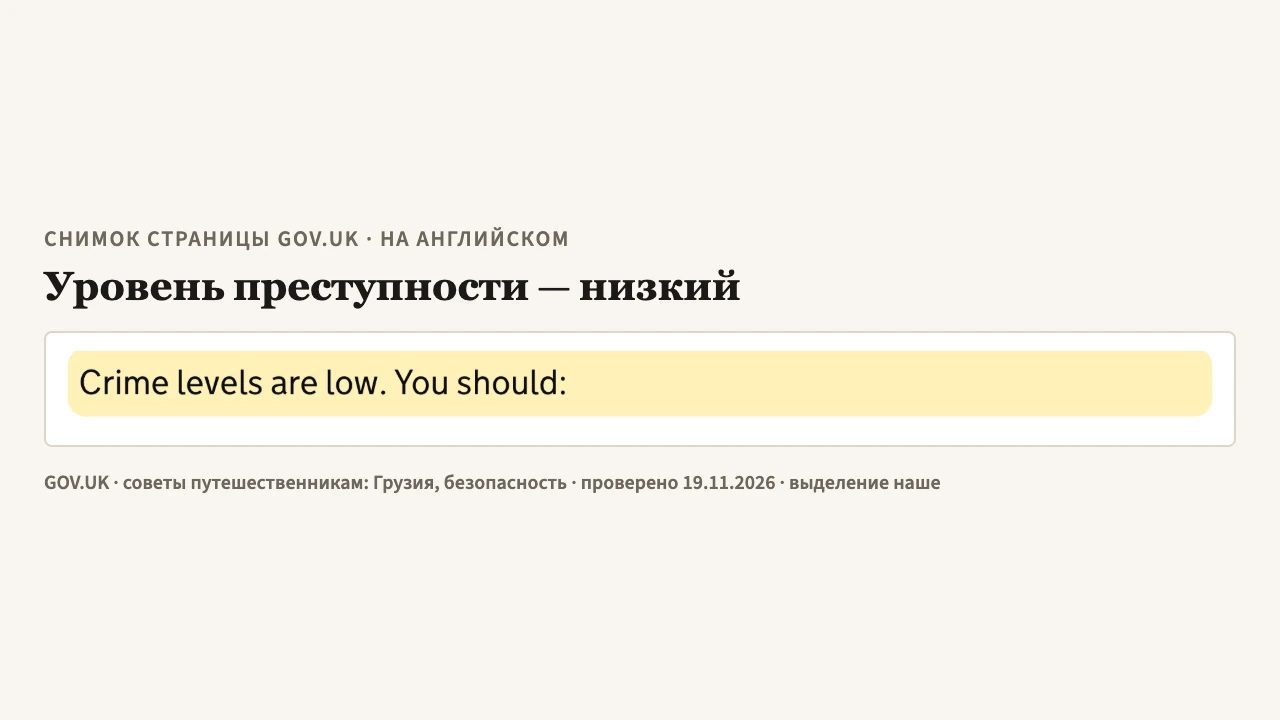 СНИМОК СТРАНИЦЫ GOV.UK · НА АНГЛИЙСКОМ
Уровень преступности — низкий
Crime levels are low. You should:
GOV.UK · советы путешественникам: Грузия, безопасность · проверено 19.11.2026 · выделение наше